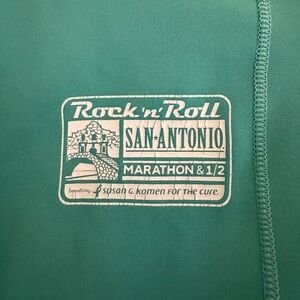 Rock 'n' Roll
SAN★ANTONIO
MARATHON & 1/2
benefiting Susan G. Komen FOR THE Cure.